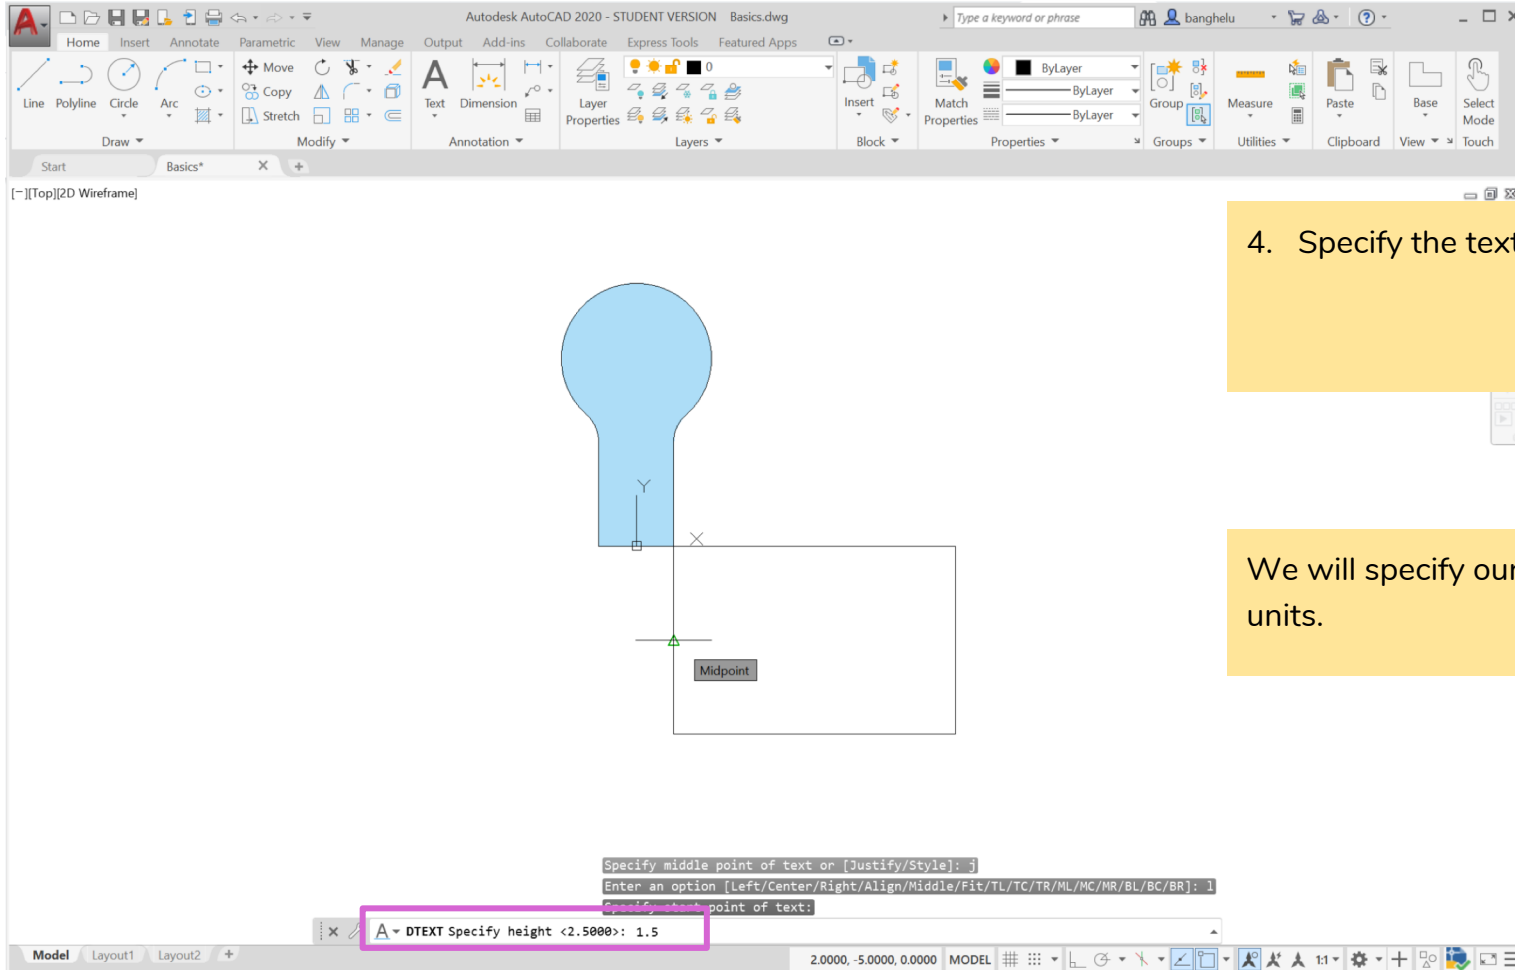 Autodesk AutoCAD 2020 - STUDENT VERSION Basics.dwg
Type a keyword or phrase
banghelu
Home Insert Annotate Parametric View Manage Output Add-ins Collaborate Express Tools Featured Apps
Move
0
ByLayer
Copy
ByLayer
Line Polyline Circle Arc
Text Dimension
Layer
Properties
Insert
Match
Properties
Group
Measure
Paste
Base
Select
Mode
Stretch
ByLayer
Draw Modify Annotation Layers Block Properties Groups Utilities Clipboard View Touch
Start Basics* X +
[−][Top][2D Wireframe]
4. Specify the text
Y
X
We will specify our
units.
Midpoint
Specify middle point of text or [Justify/Style]: j
Enter an option [Left/Center/Right/Align/Middle/Fit/TL/TC/TR/ML/MC/MR/BL/BC/BR]: l
Specify start point of text:
DTEXT Specify height <2.5000>: 1.5
Model Layout1 Layout2 +
2.0000, -5.0000, 0.0000 MODEL 1:1